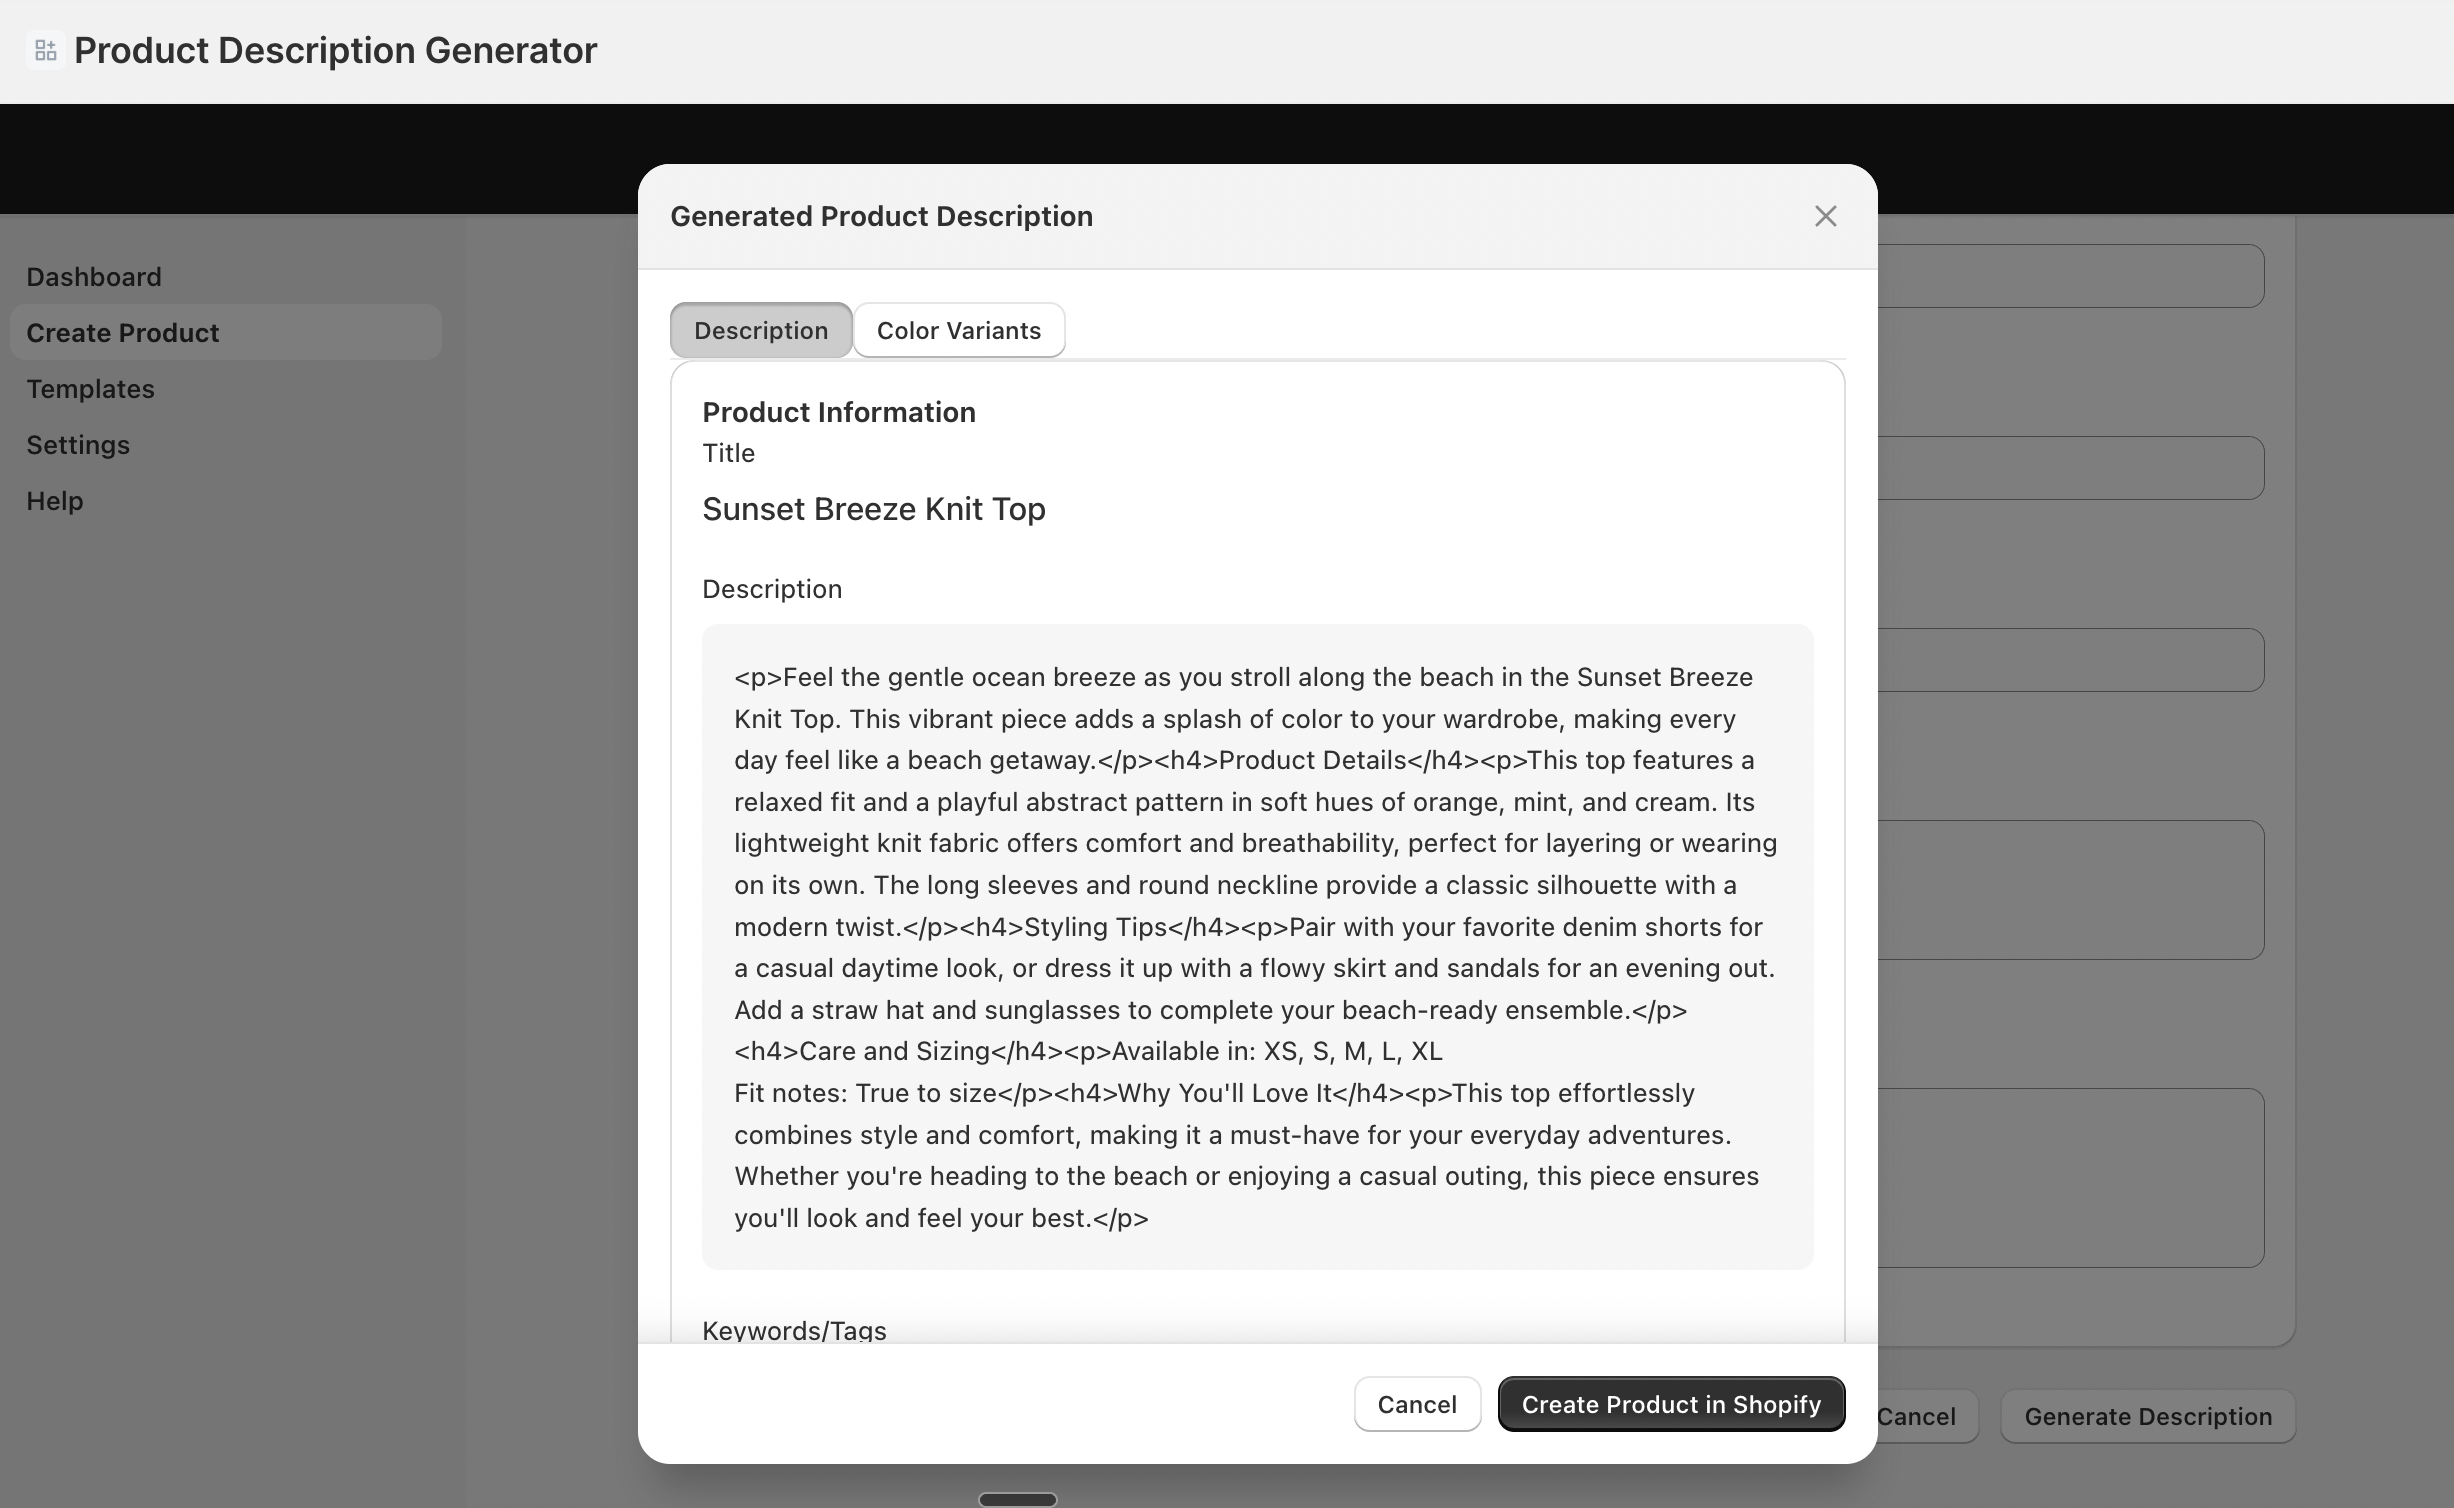 Product Description Generator
Dashboard
Create Product
Templates
Settings
Help
Generated Product Description
Description
Color Variants
Product Information
Title
Sunset Breeze Knit Top
Description
<p>Feel the gentle ocean breeze as you stroll along the beach in the Sunset Breeze
Knit Top. This vibrant piece adds a splash of color to your wardrobe, making every
day feel like a beach getaway.</p><h4>Product Details</h4><p>This top features a
relaxed fit and a playful abstract pattern in soft hues of orange, mint, and cream. Its
lightweight knit fabric offers comfort and breathability, perfect for layering or wearing
on its own. The long sleeves and round neckline provide a classic silhouette with a
modern twist.</p><h4>Styling Tips</h4><p>Pair with your favorite denim shorts for
a casual daytime look, or dress it up with a flowy skirt and sandals for an evening out.
Add a straw hat and sunglasses to complete your beach-ready ensemble.</p>
<h4>Care and Sizing</h4><p>Available in: XS, S, M, L, XL
Fit notes: True to size</p><h4>Why You'll Love It</h4><p>This top effortlessly
combines style and comfort, making it a must-have for your everyday adventures.
Whether you're heading to the beach or enjoying a casual outing, this piece ensures
you'll look and feel your best.</p>
Keywords/Tags
Cancel
Create Product in Shopify
Cancel
Generate Description